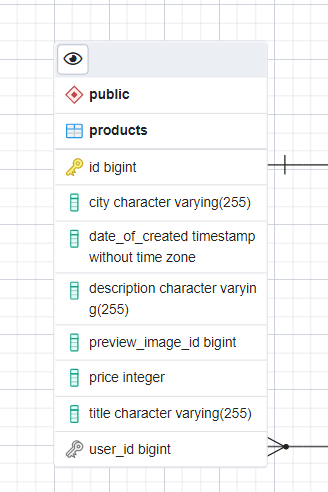 public
products
id bigint
city character varying(255)
date_of_created timestamp
without time zone
description character varyin
g(255)
preview_image_id bigint
price integer
title character varying(255)
user_id bigint